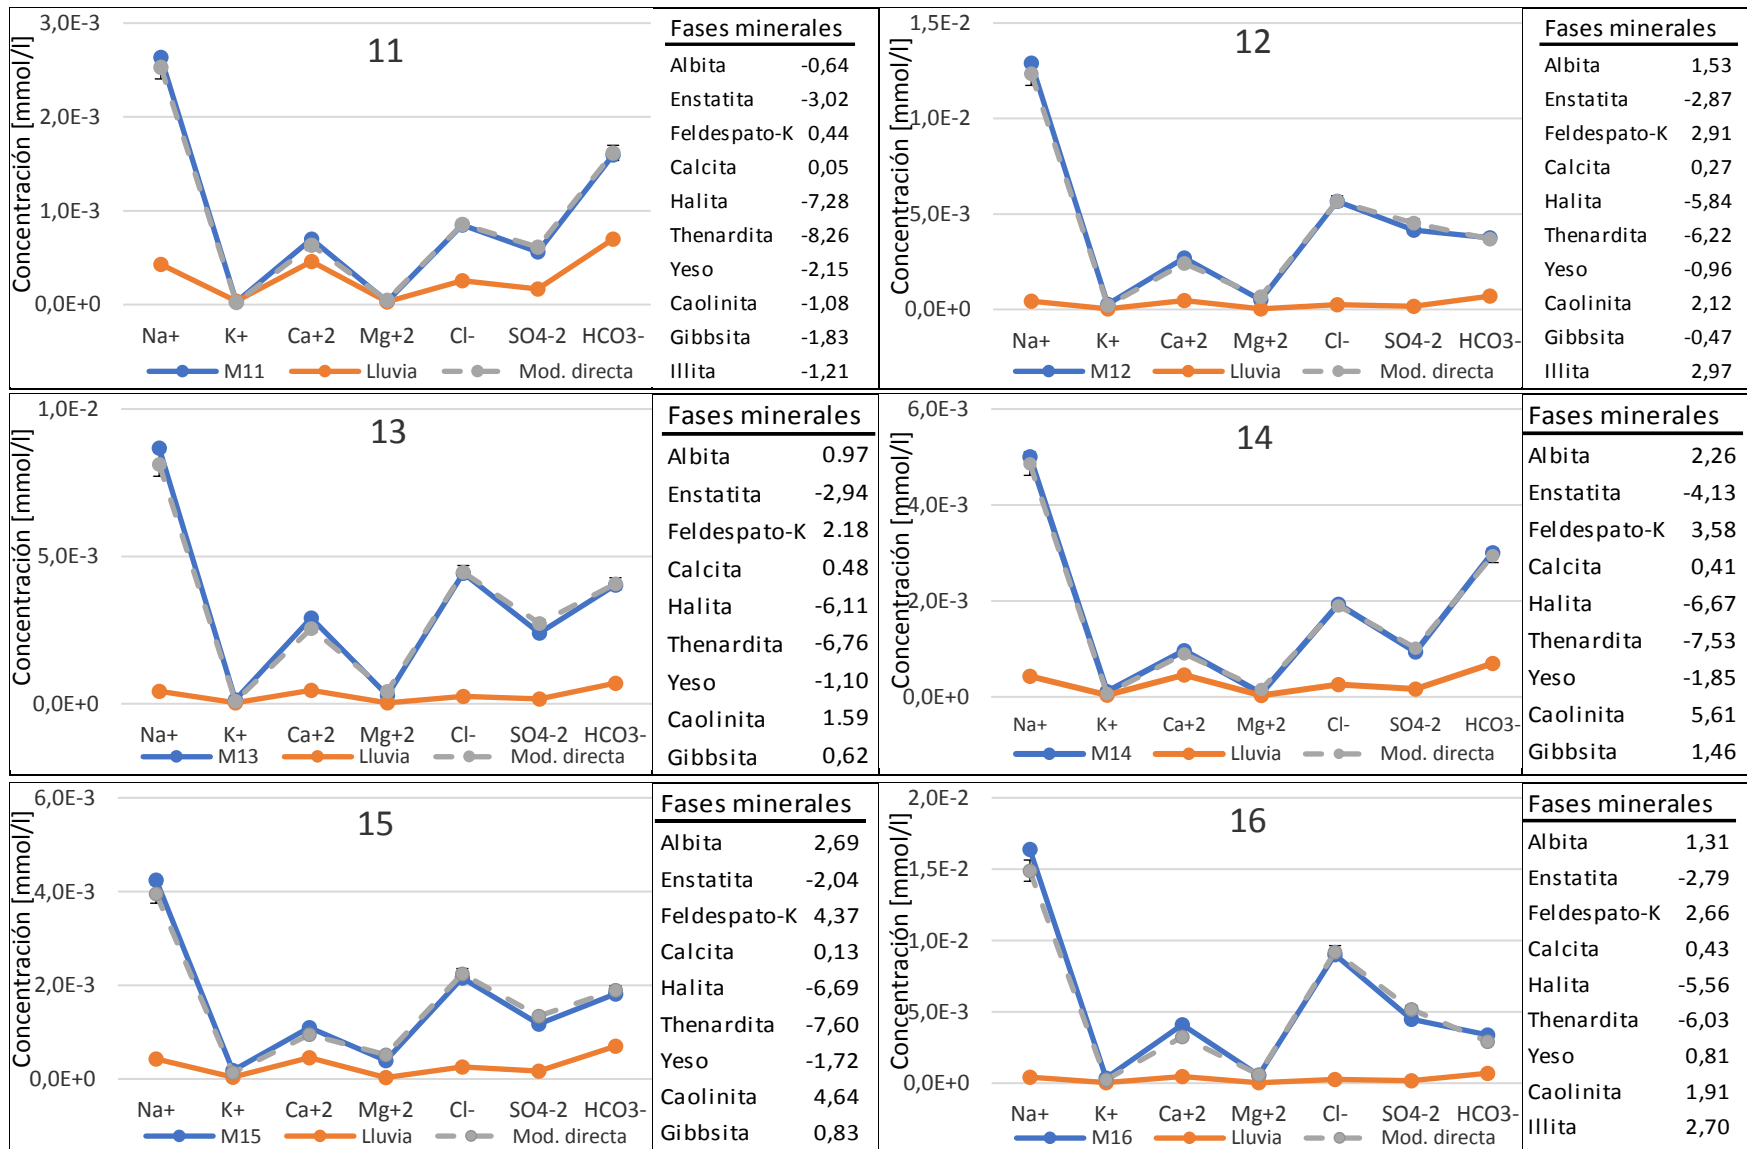 Concentración [mmol/l]
3,0E-3
2,0E-3
1,0E-3
0,0E+0
11
Na+ K+ Ca+2 Mg+2 Cl- SO4-2 HCO3-
M11 Lluvia Mod. directa
Fases minerales
Albita -0,64
Enstatita -3,02
Feldespato-K 0,44
Calcita 0,05
Halita -7,28
Thenardita -8,26
Yeso -2,15
Caolinita -1,08
Gibbsita -1,83
Illita -1,21
Concentración [mmol/l]
1,5E-2
1,0E-2
5,0E-3
0,0E+0
12
Na+ K+ Ca+2 Mg+2 Cl- SO4-2 HCO3-
M12 Lluvia Mod. directa
Fases minerales
Albita 1,53
Enstatita -2,87
Feldespato-K 2,91
Calcita 0,27
Halita -5,84
Thenardita -6,22
Yeso -0,96
Caolinita 2,12
Gibbsita -0,47
Illita 2,97
Concentración [mmol/l]
1,0E-2
5,0E-3
0,0E+0
13
Na+ K+ Ca+2 Mg+2 Cl- SO4-2 HCO3-
M13 Lluvia Mod. directa
Fases minerales
Albita 0.97
Enstatita -2,94
Feldespato-K 2.18
Calcita 0.48
Halita -6,11
Thenardita -6,76
Yeso -1,10
Caolinita 1.59
Gibbsita 0,62
Concentración [mmol/l]
6,0E-3
4,0E-3
2,0E-3
0,0E+0
14
Na+ K+ Ca+2 Mg+2 Cl- SO4-2 HCO3-
M14 Lluvia Mod. directa
Fases minerales
Albita 2,26
Enstatita -4,13
Feldespato-K 3,58
Calcita 0,41
Halita -6,67
Thenardita -7,53
Yeso -1,85
Caolinita 5,61
Gibbsita 1,46
Concentración [mmol/l]
6,0E-3
4,0E-3
2,0E-3
0,0E+0
15
Na+ K+ Ca+2 Mg+2 Cl- SO4-2 HCO3-
M15 Lluvia Mod. directa
Fases minerales
Albita 2,69
Enstatita -2,04
Feldespato-K 4,37
Calcita 0,13
Halita -6,69
Thenardita -7,60
Yeso -1,72
Caolinita 4,64
Gibbsita 0,83
Concentración [mmol/l]
2,0E-2
1,5E-2
1,0E-2
5,0E-3
0,0E+0
16
Na+ K+ Ca+2 Mg+2 Cl- SO4-2 HCO3-
M16 Lluvia Mod. directa
Fases minerales
Albita 1,31
Enstatita -2,79
Feldespato-K 2,66
Calcita 0,43
Halita -5,56
Thenardita -6,03
Yeso 0,81
Caolinita 1,91
Illita 2,70